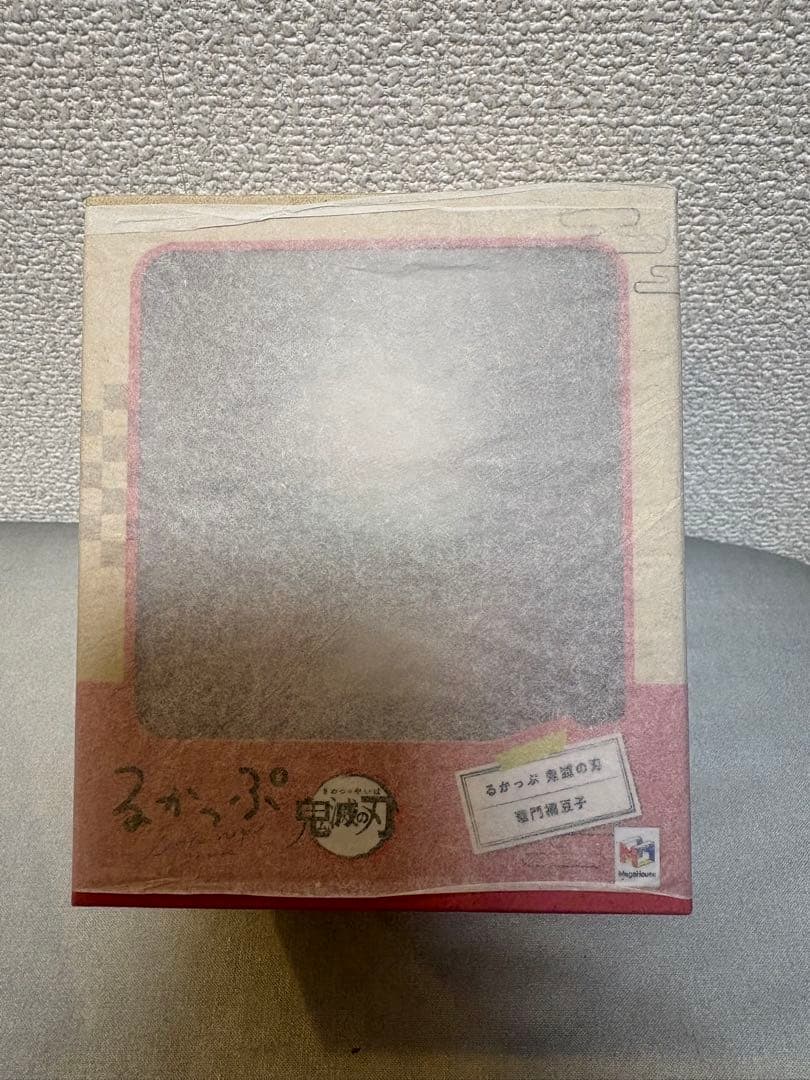 るかっぷ
きめつのやいば
鬼滅の刃
るかっぷ 鬼滅の刃
竈門禰豆子
MegaHouse